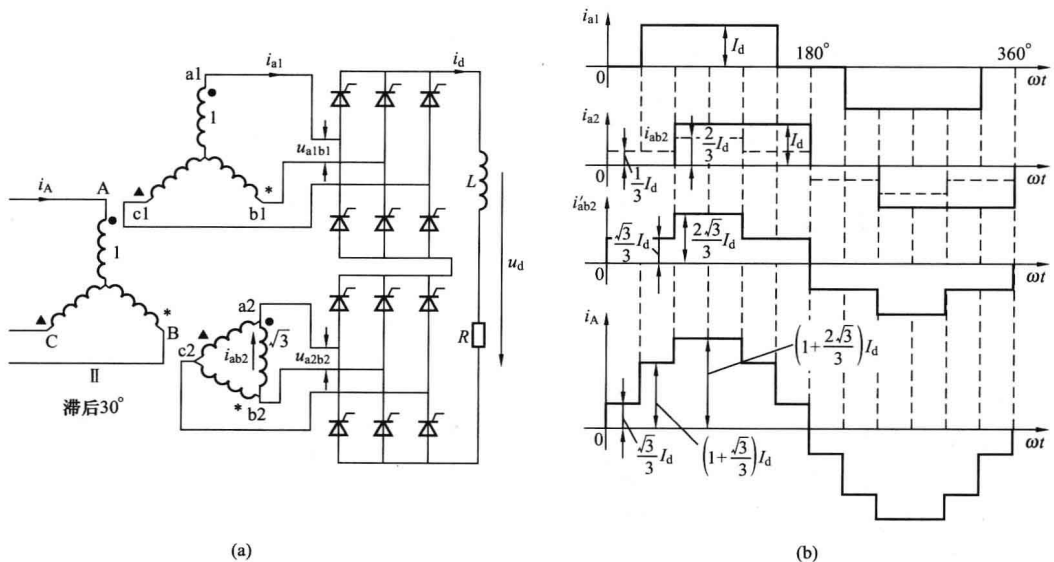 a1
i_a1
i_d
1
u_a1b1
L
i_A
A
c1
b1
*
1
u_d
*
B
C
a2
√3
u_a2b2
R
c2
i_ab2
*
b2
II
滞后30°
(a)
i_a1
I_d
180°
360°
0
ωt
i_a2
i_ab2
2/3 I_d
I_d
0
1/3 I_d
ωt
i'_ab2
√3/3 I_d
2√3/3 I_d
0
ωt
i_A
(1+2√3/3)I_d
0
√3/3 I_d
(1+√3/3)I_d
ωt
(b)